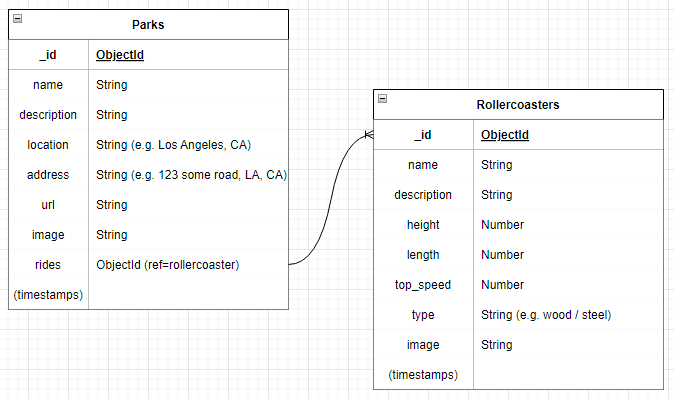 Parks
_id ObjectId
name String
description String
location String (e.g. Los Angeles, CA)
address String (e.g. 123 some road, LA, CA)
url String
image String
rides ObjectId (ref=rollercoaster)
(timestamps)
Rollercoasters
_id ObjectId
name String
description String
height Number
length Number
top_speed Number
type String (e.g. wood / steel)
image String
(timestamps)